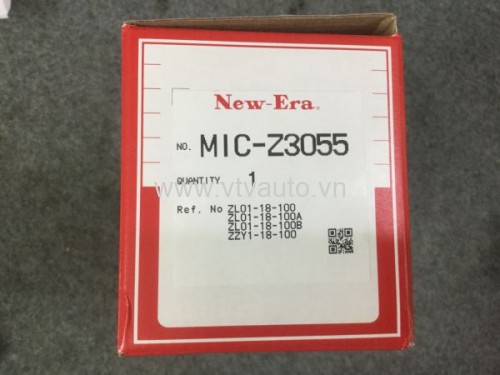 New-Era®
NO. MIC-Z3055
QUANTITY 1
www.vtvauto.vn
Ref. No ZL01-18-100
ZL01-18-100A
ZL01-18-100B
ZZY1-18-100